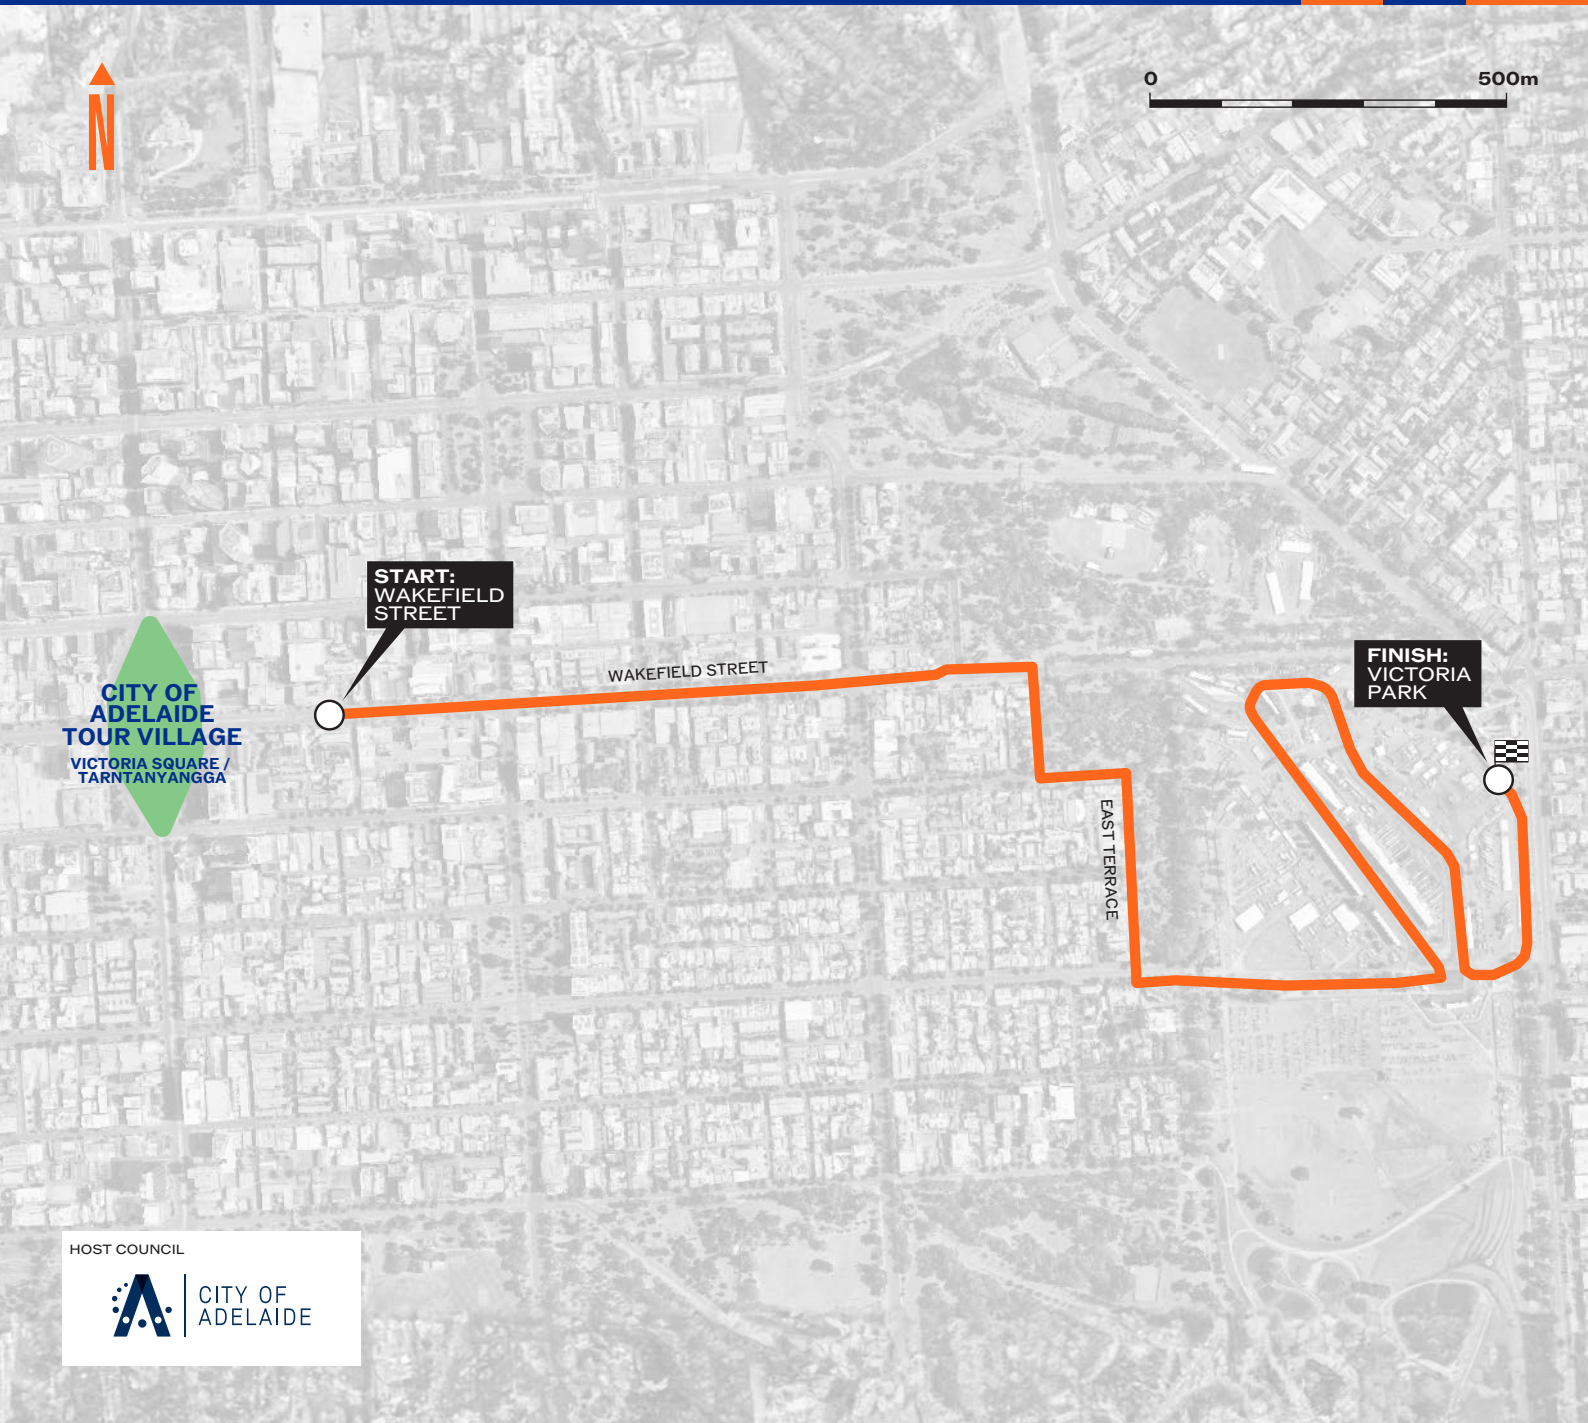 N
0 500m
START:
WAKEFIELD
STREET
WAKEFIELD STREET
FINISH:
VICTORIA
PARK
CITY OF
ADELAIDE
TOUR VILLAGE
VICTORIA SQUARE /
TARNTANYANGGA
EAST TERRACE
HOST COUNCIL
CITY OF
ADELAIDE